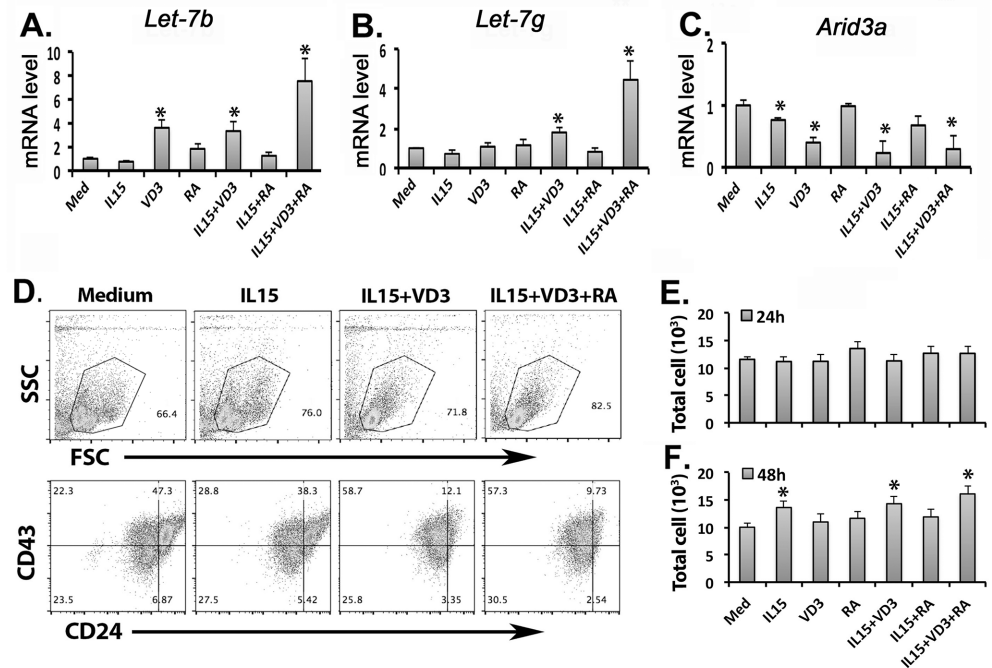 A.
Let-7b
mRNA level
10
8
6
4
2
0
*
*
*
Med
IL15
VD3
RA
IL15+VD3
IL15+RA
IL15+VD3+RA
B.
Let-7g
mRNA level
6
4
2
0
*
*
Med
IL15
VD3
RA
IL15+VD3
IL15+RA
IL15+VD3+RA
C.
Arid3a
mRNA level
2
1
0
*
*
*
*
Med
IL15
VD3
RA
IL15+VD3
IL15+RA
IL15+VD3+RA
D.
Medium
IL15
IL15+VD3
IL15+VD3+RA
SSC
66.4
76.0
71.8
82.5
FSC
CD43
22.3 47.3
23.5 6.87
28.8 38.3
27.5 5.42
58.7 12.1
25.8 3.35
57.3 9.73
30.5 2.54
CD24
E.
24h
Total cell (10³)
20
15
10
5
0
F.
48h
Total cell (10³)
20
15
10
5
0
*
*
*
Med
IL15
VD3
RA
IL15+VD3
IL15+RA
IL15+VD3+RA